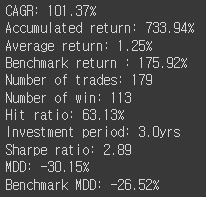 CAGR: 101.37%
Accumulated return: 733.94%
Average return: 1.25%
Benchmark return : 175.92%
Number of trades: 179
Number of win: 113
Hit ratio: 63.13%
Investment period: 3.0yrs
Sharpe ratio: 2.89
MDD: -30.15%
Benchmark MDD: -26.52%